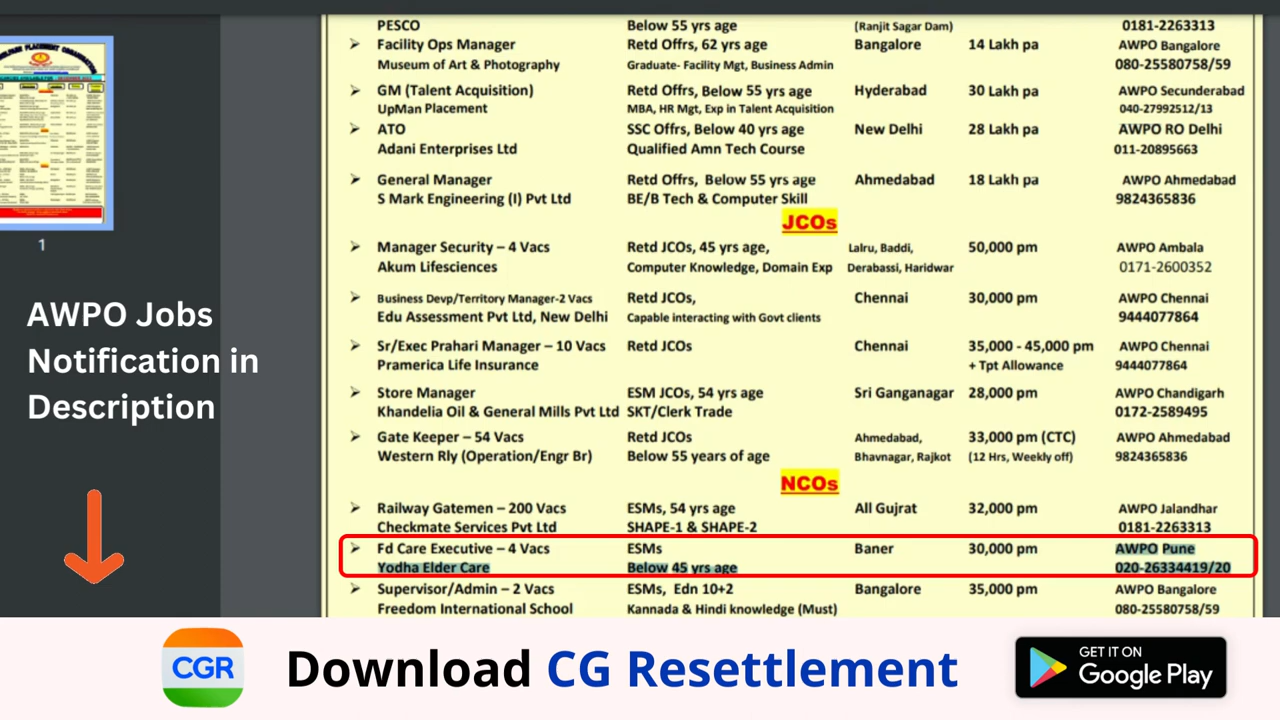 PESCO Below 55 yrs age (Ranjit Sagar Dam) 0181-2263313
➢ Facility Ops Manager Retd Offrs, 62 yrs age Bangalore 14 Lakh pa AWPO Bangalore
Museum of Art & Photography Graduate- Facility Mgt, Business Admin 080-25580758/59
➢ GM (Talent Acquisition) Retd Offrs, Below 55 yrs age Hyderabad 30 Lakh pa AWPO Secunderabad
UpMan Placement MBA, HR Mgt, Exp in Talent Acquisition 040-27992512/13
➢ ATO SSC Offrs, Below 40 yrs age New Delhi 28 Lakh pa AWPO RO Delhi
Adani Enterprises Ltd Qualified Amn Tech Course 011-20895663
➢ General Manager Retd Offrs, Below 55 yrs age Ahmedabad 18 Lakh pa AWPO Ahmedabad
S Mark Engineering (I) Pvt Ltd BE/B Tech & Computer Skill 9824365836
JCOs
➢ Manager Security – 4 Vacs Retd JCOs, 45 yrs age, Lalru, Baddi, 50,000 pm AWPO Ambala
Akum Lifesciences Computer Knowledge, Domain Exp Derabassi, Haridwar 0171-2600352
➢ Business Devp/Territory Manager-2 Vacs Retd JCOs, Chennai 30,000 pm AWPO Chennai
Edu Assessment Pvt Ltd, New Delhi Capable interacting with Govt clients 9444077864
➢ Sr/Exec Prahari Manager – 10 Vacs Retd JCOs Chennai 35,000 - 45,000 pm AWPO Chennai
Pramerica Life Insurance + Tpt Allowance 9444077864
➢ Store Manager ESM JCOs, 54 yrs age Sri Ganganagar 28,000 pm AWPO Chandigarh
Khandelia Oil & General Mills Pvt Ltd SKT/Clerk Trade 0172-2589495
➢ Gate Keeper – 54 Vacs Retd JCOs Ahmedabad, 33,000 pm (CTC) AWPO Ahmedabad
Western Rly (Operation/Engr Br) Below 55 years of age Bhavnagar, Rajkot (12 Hrs, Weekly off) 9824365836
NCOs
➢ Railway Gatemen – 200 Vacs ESMs, 54 yrs age All Gujrat 32,000 pm AWPO Jalandhar
Checkmate Services Pvt Ltd SHAPE-1 & SHAPE-2 0181-2263313
➢ Fd Care Executive – 4 Vacs ESMs Baner 30,000 pm AWPO Pune
Yodha Elder Care Below 45 yrs age 020-26334419/20
➢ Supervisor/Admin – 2 Vacs ESMs, Edn 10+2 Bangalore 35,000 pm AWPO Bangalore
Freedom International School Kannada & Hindi knowledge (Must) 080-25580758/59
1
AWPO Jobs
Notification in
Description
CGR
Download CG Resettlement
GET IT ON
Google Play